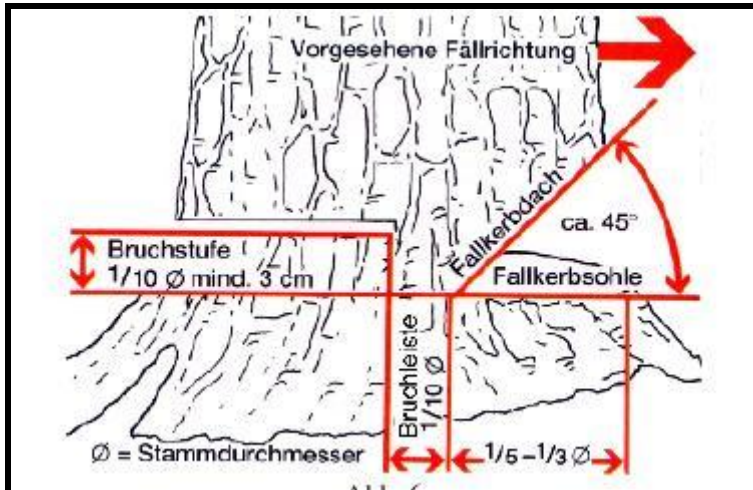 Vorgesehene Fällrichtung
Fallkerbdach
ca. 45°
Bruchstufe
1/10 Ø mind. 3 cm
Fallkerbsohle
Bruchleiste
1/10 Ø
Ø = Stammdurchmesser
1/5-1/3 Ø